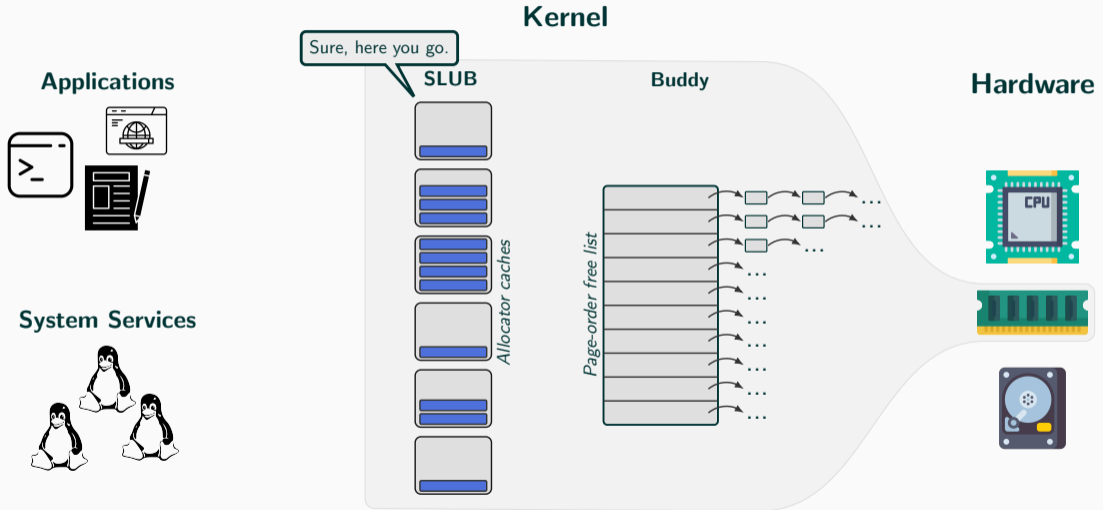 Kernel
Sure, here you go.
Applications
SLUB
Buddy
Hardware
CPU
Allocator caches
Page-order free list
...
...
...
...
...
...
...
...
...
...
System Services
>_